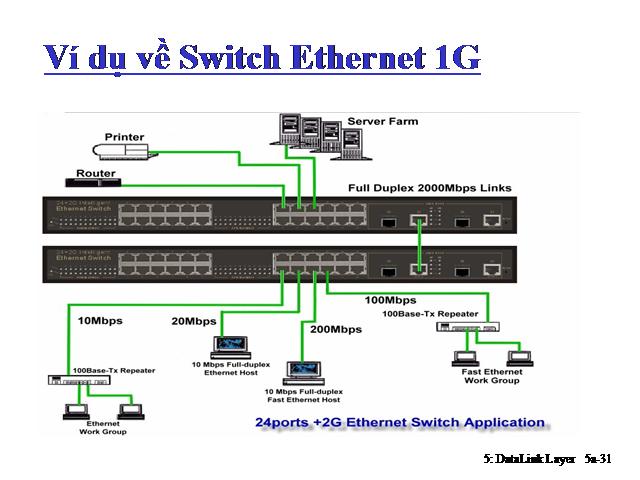 Ví dụ về Switch Ethernet 1G
Server Farm
Printer
Router
Full Duplex 2000Mbps Links
24+2G Intelligent
Ethernet Switch
24+2G Intelligent
Ethernet Switch
100Mbps
10Mbps
20Mbps
200Mbps
100Base-Tx Repeater
10 Mbps Full-duplex
Ethernet Host
100Base-Tx Repeater
Fast Ethernet
Work Group
10 Mbps Full-duplex
Fast Ethernet Host
Ethernet
Work Group
24ports +2G Ethernet Switch Application
5: DataLink Layer 5a-31